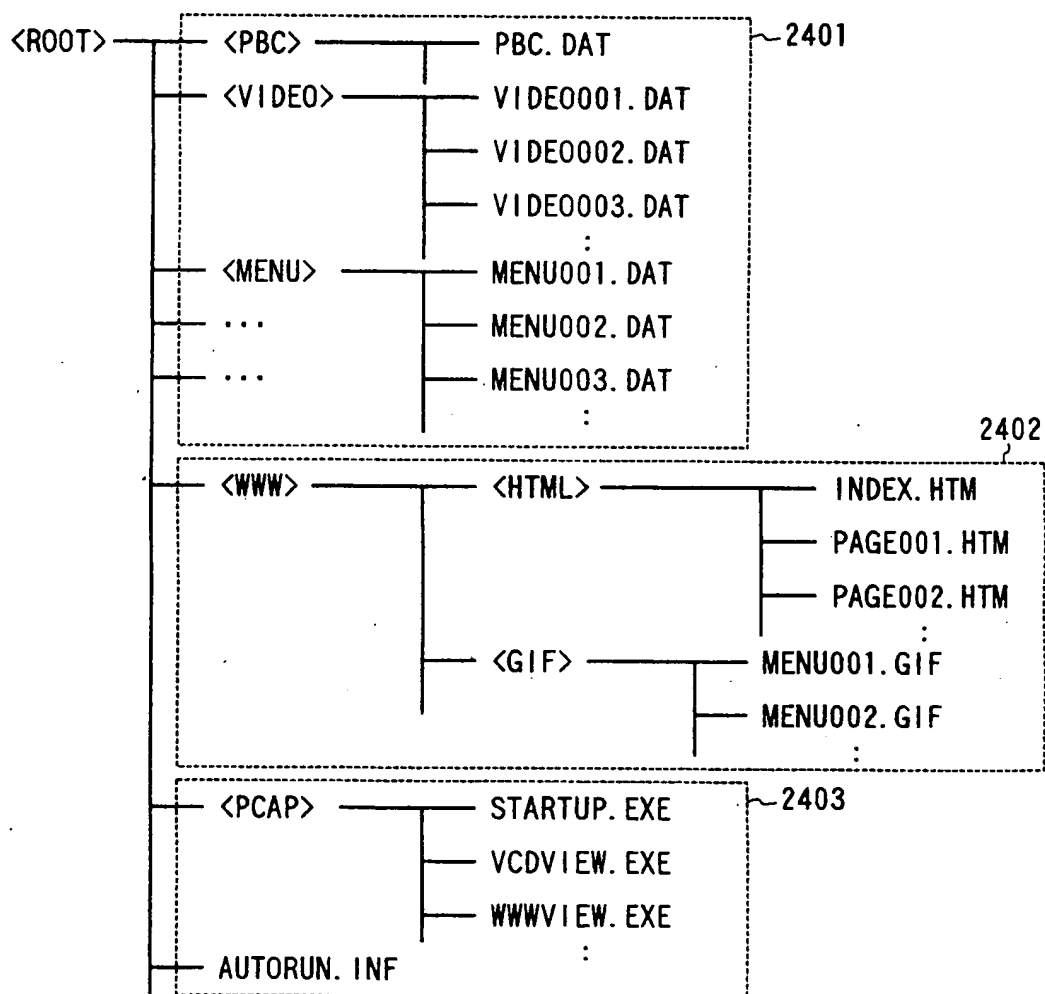 <ROOT> <PBC> PBC. DAT 2401
<VIDEO> VIDEO001. DAT
VIDEO002. DAT
VIDEO003. DAT
:
<MENU> MENU001. DAT
... MENU002. DAT
... MENU003. DAT
:
2402
<WWW> <HTML> INDEX. HTM
PAGE001. HTM
PAGE002. HTM
:
<GIF> MENU001. GIF
MENU002. GIF
:
<PCAP> STARTUP. EXE 2403
VCDVIEW. EXE
WWWVIEW. EXE
:
AUTORUN. INF